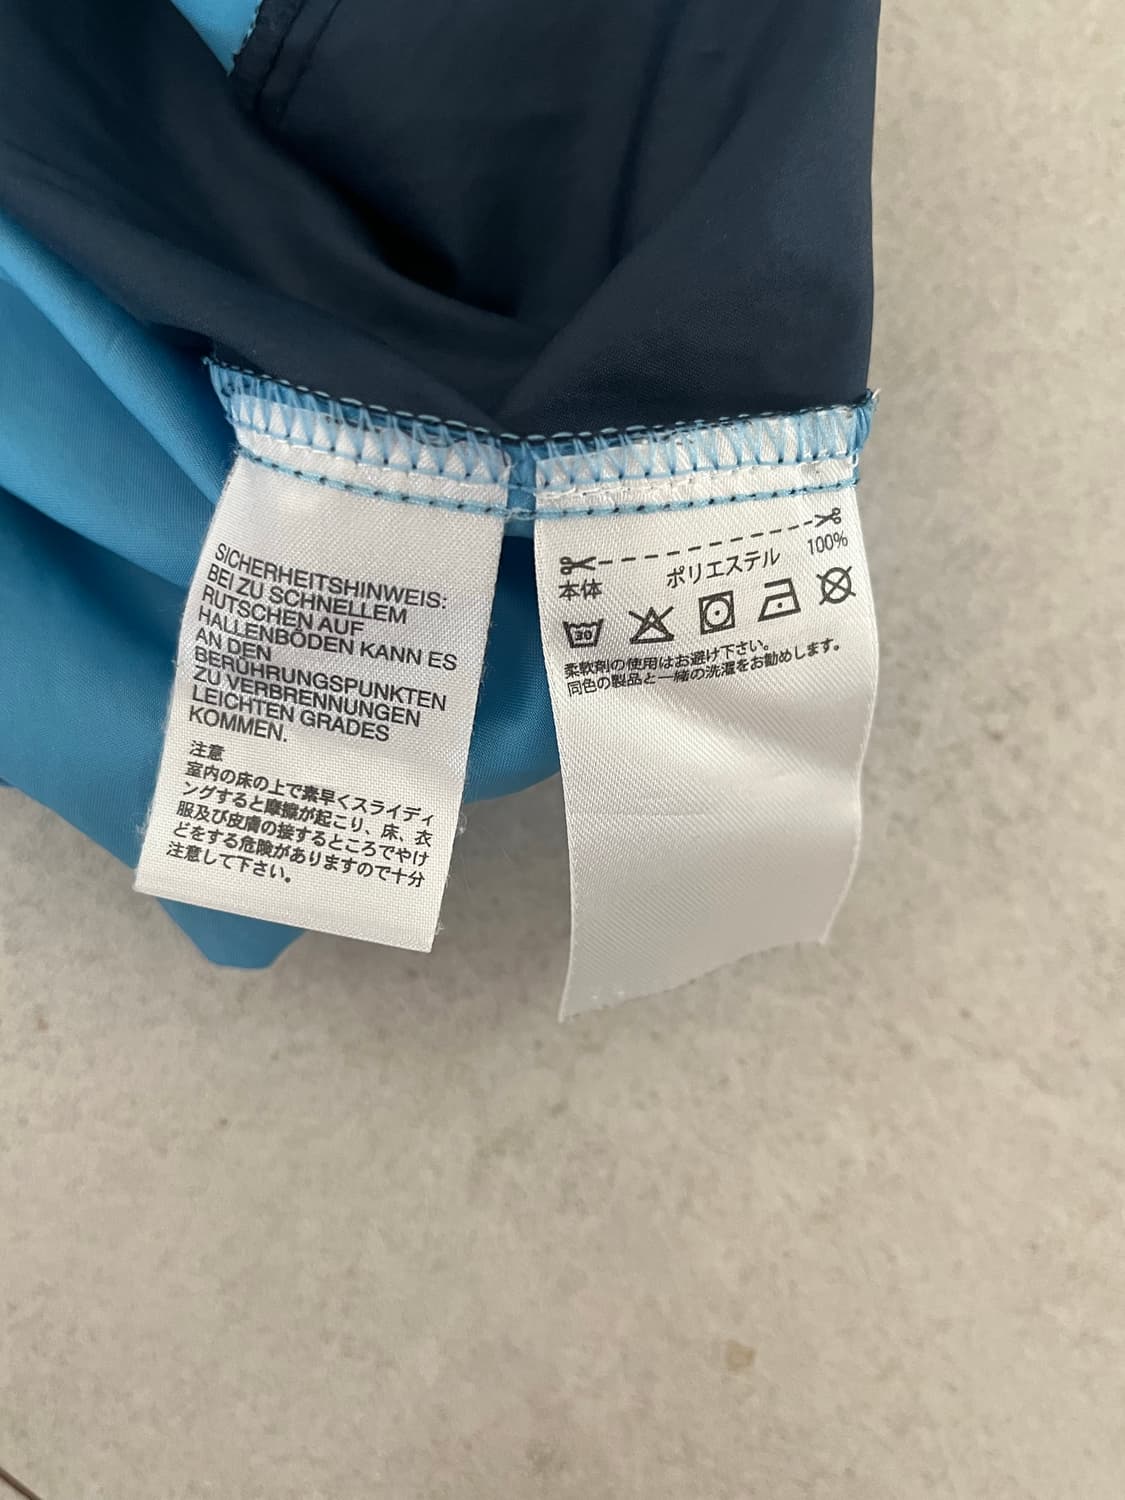 SICHERHEITSHINWEIS:
BEI ZU SCHNELLEM
RUTSCHEN AUF
HALLENBÖDEN KANN ES
AN DEN
BERÜHRUNGSPUNKTEN
ZU VERBRENNUNGEN
LEICHTEN GRADES
KOMMEN.
注意
室内の床の上で素早くスライディ
ングすると摩擦が起こり、床、衣
服及び皮膚の接するところでやけ
どをする危険がありますので十分
注意して下さい。
本体 ポリエステル 100%
30
柔軟剤の使用はお避け下さい。
同色の製品と一緒の洗濯をお勧めします。